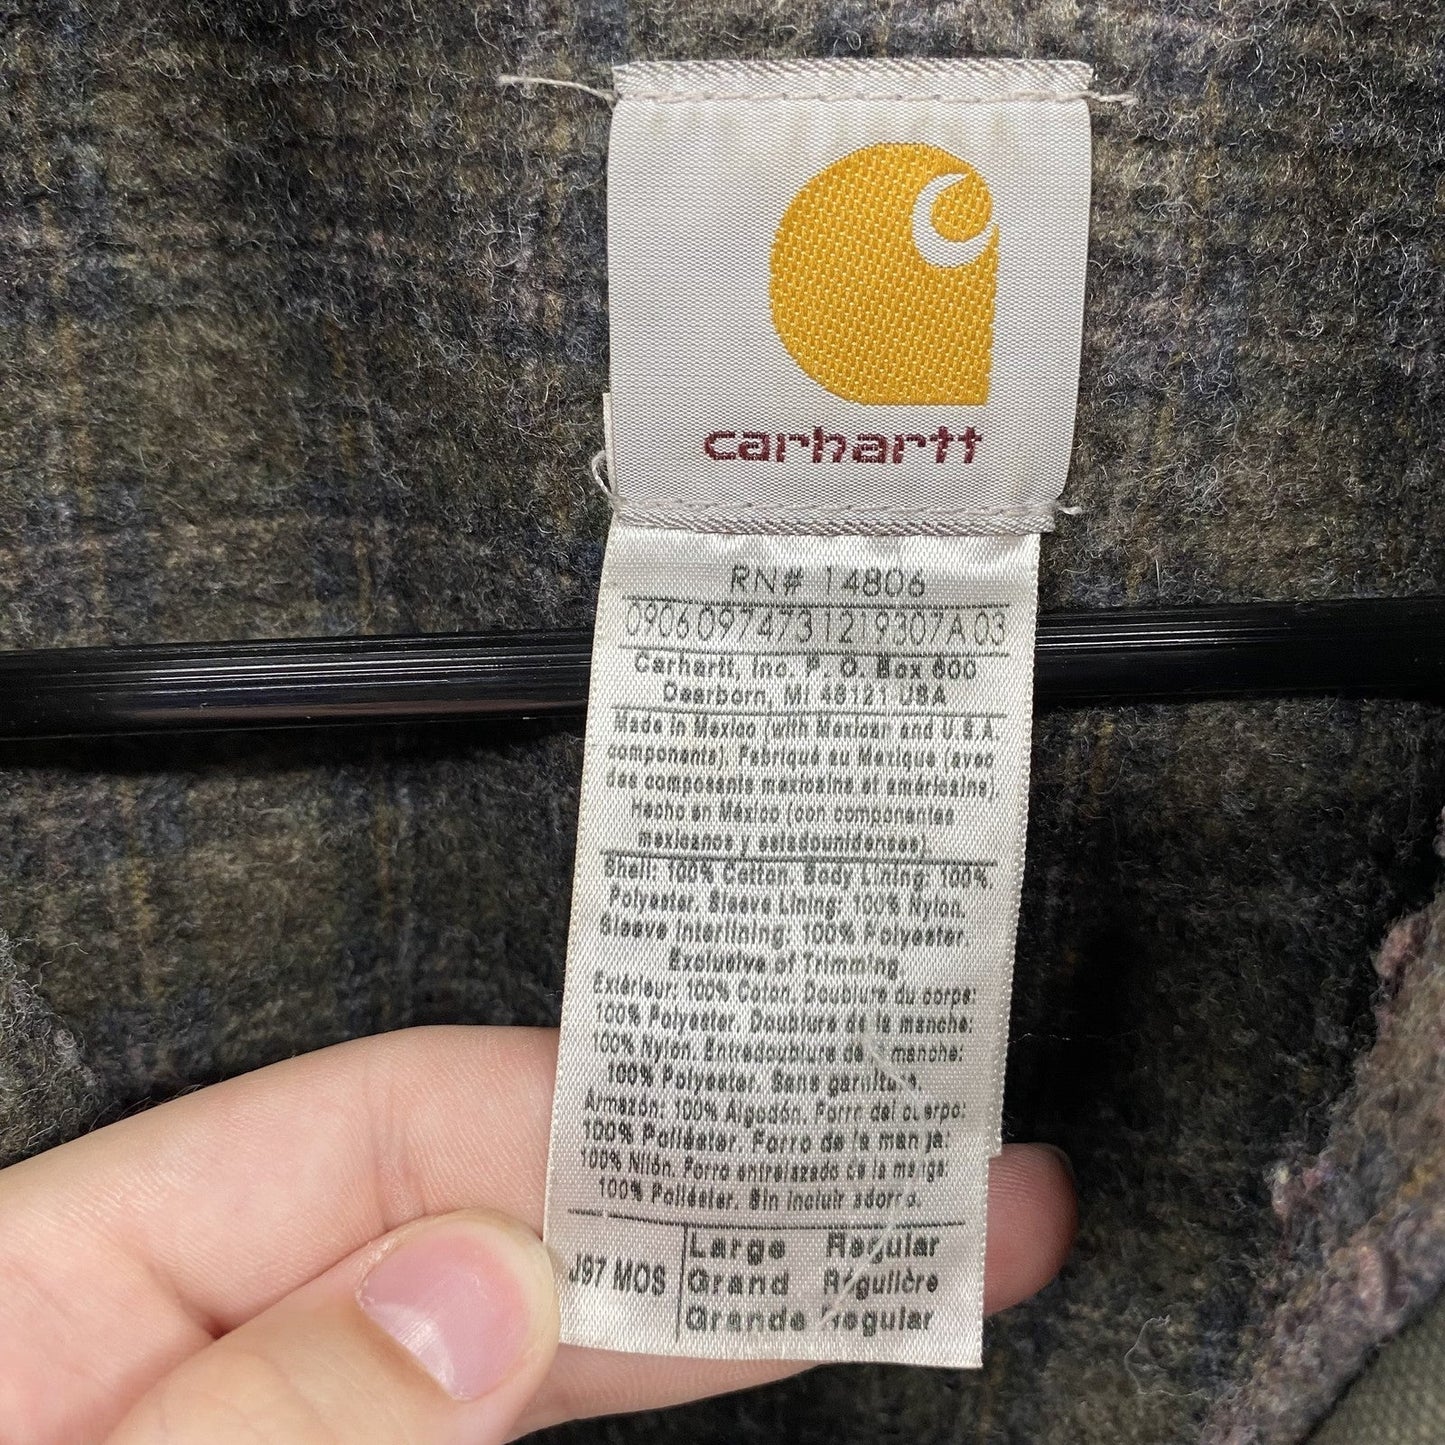 carhartt
RN# 14806
0906097473121930 7A 03
Carhartt, Inc. P. O. Box 600
Dearborn, MI 48121 USA
Made in Mexico (with Mexican and U.S.A.
components). Fabriqué au Mexique (avec
des composants mexicains et américains).
Hecho en México (con componentes
mexicanos y estadounidenses).
Shell: 100% Cotton. Body Lining: 100%
Polyester. Sleeve Lining: 100% Nylon.
Sleeve Interlining: 100% Polyester.
Exclusive of Trimming.
Extérieur: 100% Coton. Doublure du corps:
100% Polyester. Doublure de la manche:
100% Nylon. Entredoublure de manche:
100% Polyester. Sans garniture.
Armazón: 100% Algodón. Forro del cuerpo:
100% Poliéster. Forro de la manga:
100% Nilón. Forro entrelazado de la manga:
100% Poliéster. Sin incluir adorno.
J97 MOS
Large Regular
Grand Régulière
Grande Regular